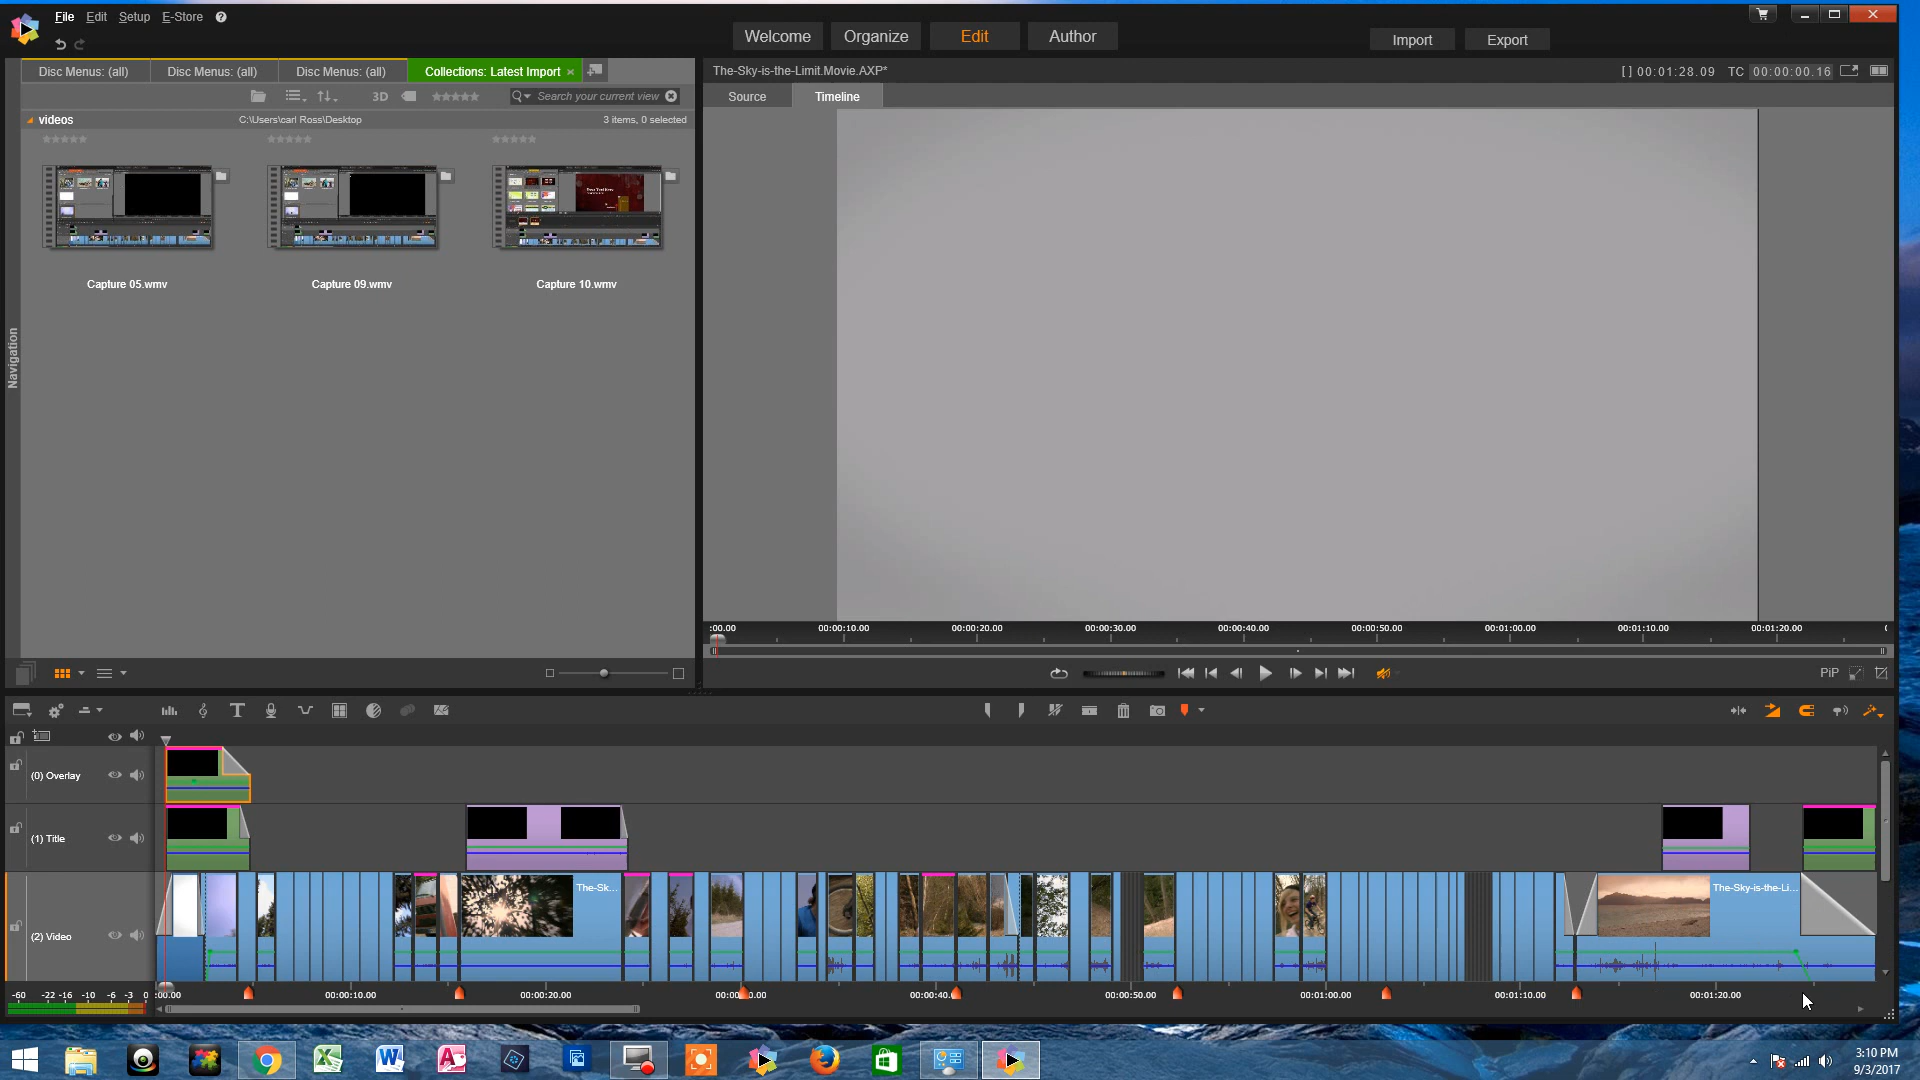 File Edit Setup E-Store ?
Welcome Organize Edit Author Import Export
Disc Menus: (all) Disc Menus: (all) Disc Menus: (all) Collections: Latest Import ×
The-Sky-is-the-Limit.Movie.AXP* [ ] 00:01:28.09 TC 00:00:00.16
3D Search your current view
Source Timeline
videos C:\Users\carl Ross\Desktop 3 items, 0 selected
Capture 05.wmv Capture 09.wmv Capture 10.wmv
Navigation
:00.00 00:00:10.00 00:00:20.00 00:00:30.00 00:00:40.00 00:00:50.00 00:01:00.00 00:01:10.00 00:01:20.00
PiP
(0) Overlay
(1) Title
The-Sk... The-Sky-is-the-Li...
(2) Video
-60 -22 -16 -10 -6 -3 0 :00.00 00:00:10.00 00:00:20.00 00:00:50.00 00:01:00.00 00:01:10.00 00:01:20.00
3:10 PM
9/3/2017